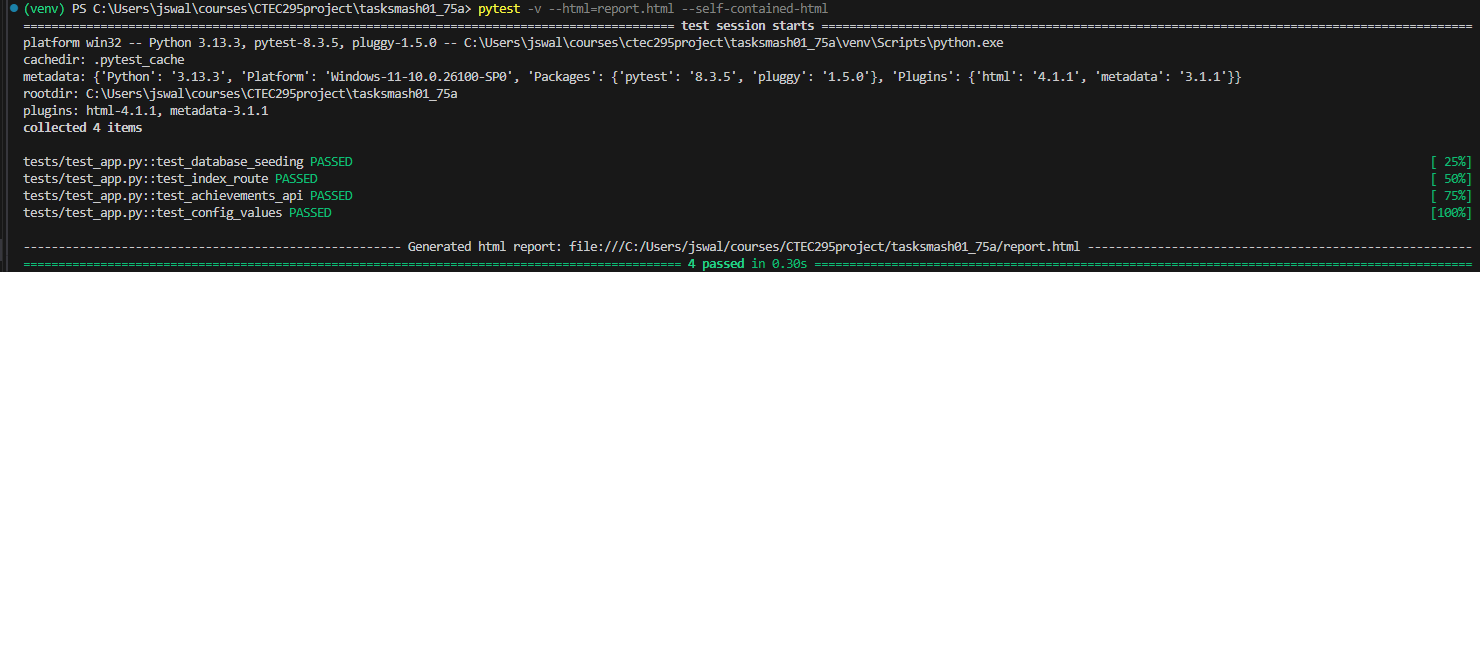 (venv) PS C:\Users\jswal\courses\CTEC295project\tasksmash01_75a> pytest -v --html=report.html --self-contained-html
============================================================================================= test session starts =============================================================================================
platform win32 -- Python 3.13.3, pytest-8.3.5, pluggy-1.5.0 -- C:\Users\jswal\courses\ctec295project\tasksmash01_75a\venv\Scripts\python.exe
cachedir: .pytest_cache
metadata: {'Python': '3.13.3', 'Platform': 'Windows-11-10.0.26100-SP0', 'Packages': {'pytest': '8.3.5', 'pluggy': '1.5.0'}, 'Plugins': {'html': '4.1.1', 'metadata': '3.1.1'}}
rootdir: C:\Users\jswal\courses\CTEC295project\tasksmash01_75a
plugins: html-4.1.1, metadata-3.1.1
collected 4 items
tests/test_app.py::test_database_seeding PASSED [ 25%]
tests/test_app.py::test_index_route PASSED [ 50%]
tests/test_app.py::test_achievements_api PASSED [ 75%]
tests/test_app.py::test_config_values PASSED [100%]
------------------------------------------------------ Generated html report: file:///C:/Users/jswal/courses/CTEC295project/tasksmash01_75a/report.html -------------------------------------------------------
============================================================================================== 4 passed in 0.30s ==============================================================================================